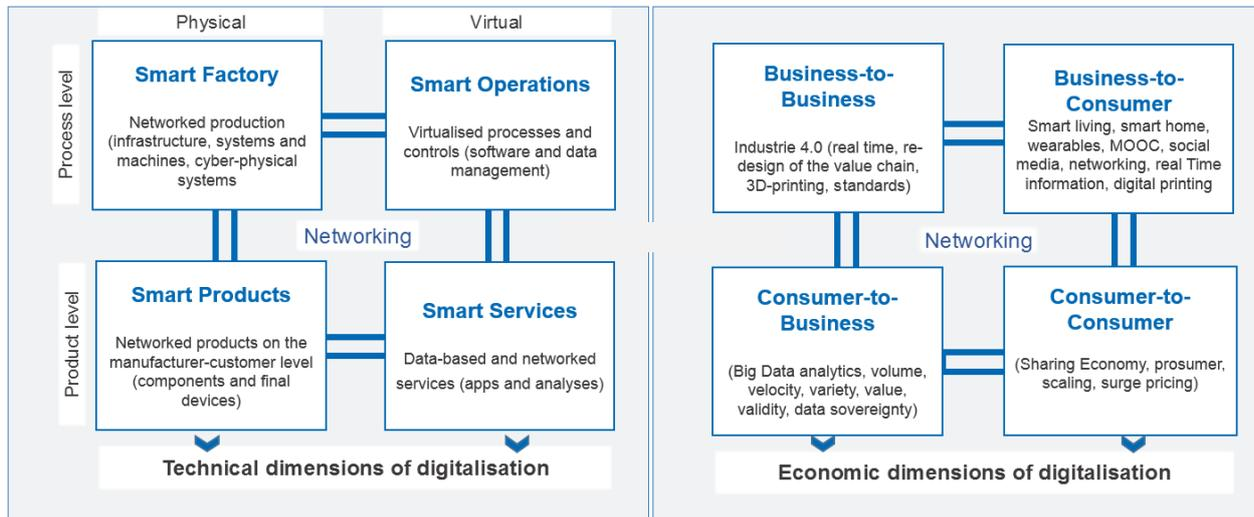 Physical
Virtual
Process level
Smart Factory
Networked production
(infrastructure, systems and
machines, cyber-physical
systems
Smart Operations
Virtualised processes and
controls (software and data
management)
Networking
Product level
Smart Products
Networked products on the
manufacturer-customer level
(components and final
devices)
Smart Services
Data-based and networked
services (apps and analyses)
Technical dimensions of digitalisation
Business-to-
Business
Industrie 4.0 (real time, re-
design of the value chain,
3D-printing, standards)
Business-to-
Consumer
Smart living, smart home,
wearables, MOOC, social
media, networking, real Time
information, digital printing
Networking
Consumer-to-
Business
(Big Data analytics, volume,
velocity, variety, value,
validity, data sovereignty)
Consumer-to-
Consumer
(Sharing Economy, prosumer,
scaling, surge pricing)
Economic dimensions of digitalisation